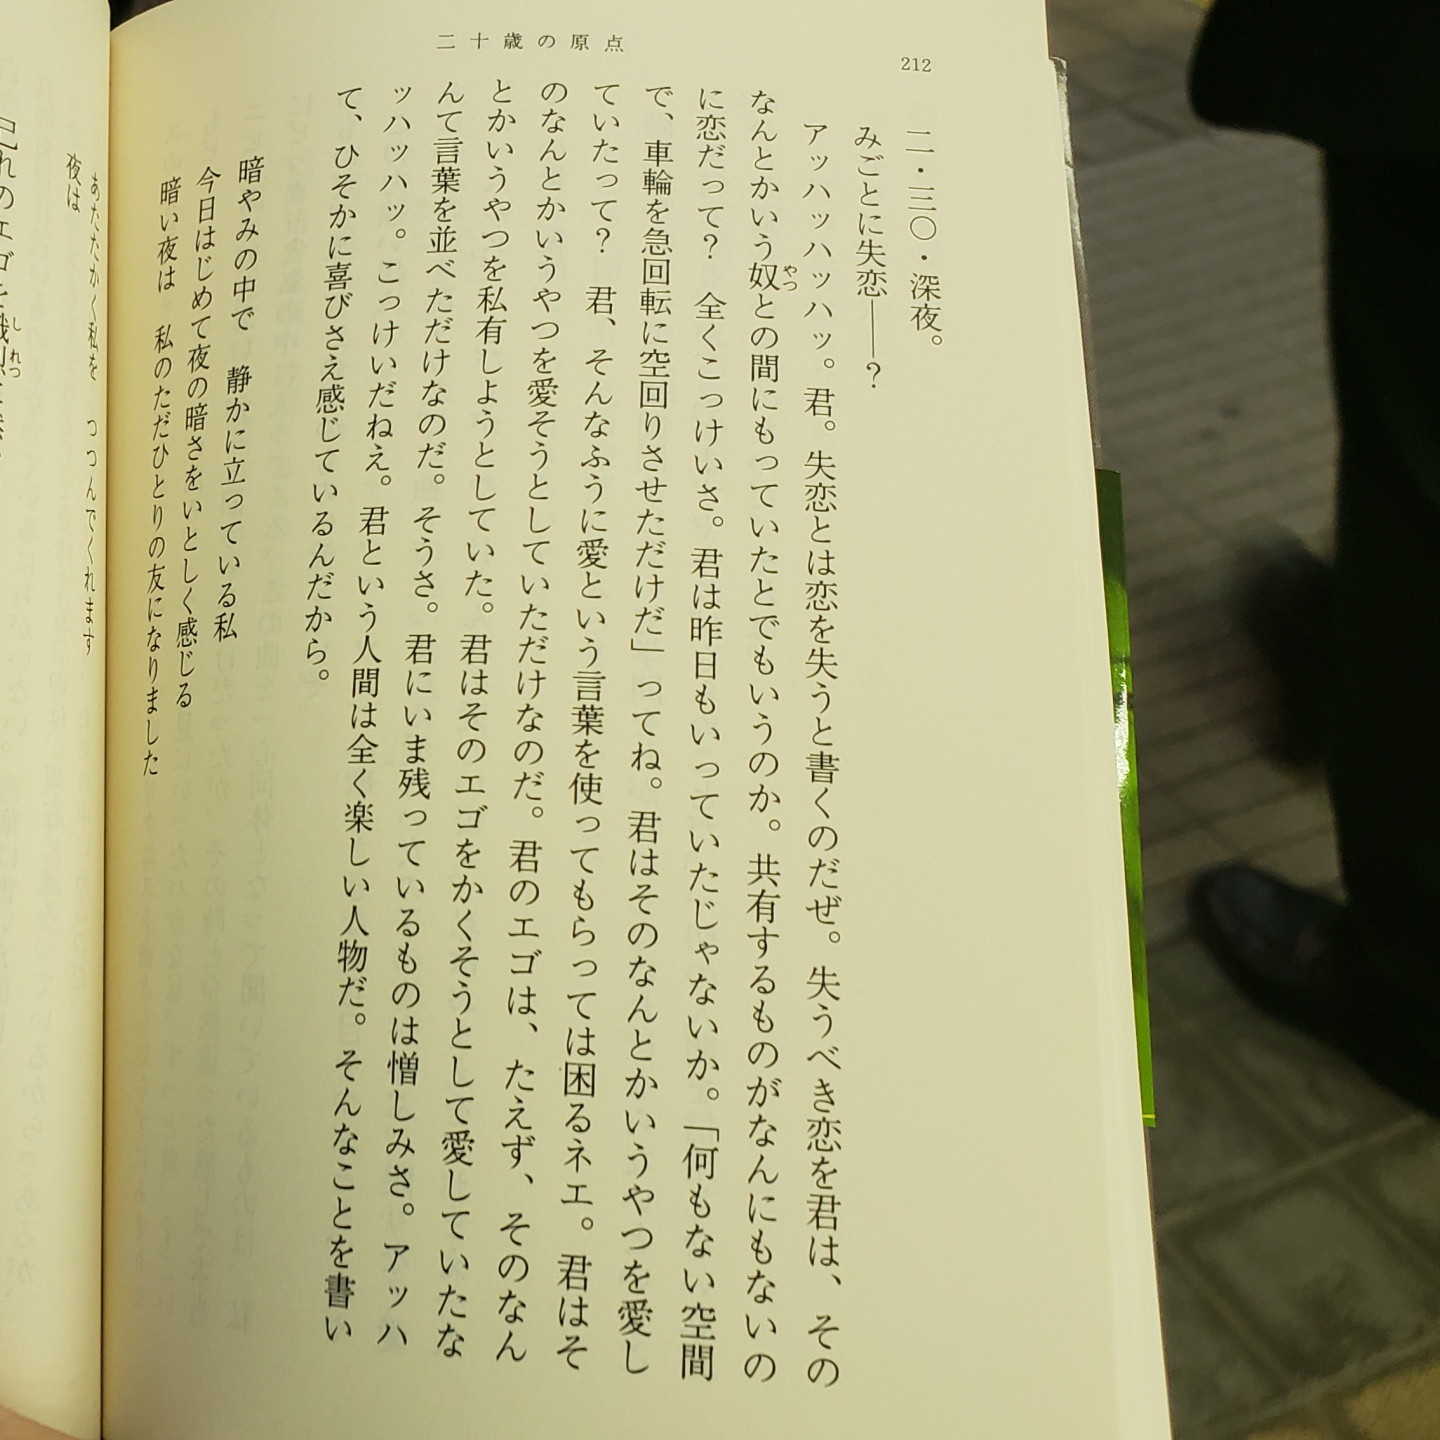 二十歳の原点
212
二・三〇・深夜。
みごとに失恋――？
アッハッハッハッ。君。失恋とは恋を失うと書くのだぜ。失うべき恋を君は、その
なんとかいう奴との間にもっていたとでもいうのか。共有するものがなんにもないの
やつ
に恋だって？　全くこっけいさ。君は昨日もいっていたじゃないか。「何もない空間
で、車輪を急回転に空回りさせただけだ」ってね。君はそのなんとかいうやつを愛し
ていたって？　君、そんなふうに愛という言葉を使ってもらっては困るネエ。君はそ
のなんとかいうやつを愛そうとしていただけなのだ。君のエゴは、たえず、そのなん
とかいうやつを私有しようとしていた。君はそのエゴをかくそうとして愛していたな
んて言葉を並べただけなのだ。そうさ。君にいま残っているものは憎しみさ。アッハ
ッハッハッ。こっけいだねえ。君という人間は全く楽しい人物だ。そんなことを書い
て、ひそかに喜びさえ感じているんだから。
暗やみの中で　静かに立っている私
今日はじめて夜の暗さをいとしく感じる
暗い夜は　私のただひとりの友になりました
あたたかく私を　つつんでくれます
夜は